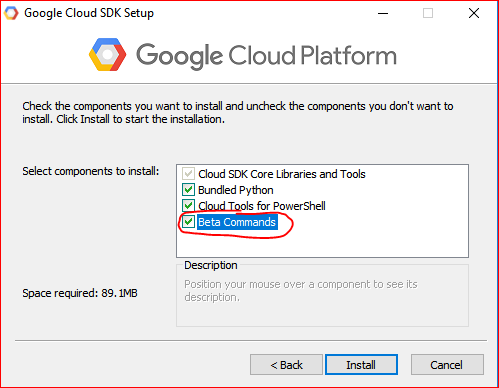 Google Cloud SDK Setup
Google Cloud Platform
Check the components you want to install and uncheck the components you don't want to
install. Click Install to start the installation.
Select components to install:
Cloud SDK Core Libraries and Tools
Bundled Python
Cloud Tools for PowerShell
Beta Commands
Space required: 89.1MB
Description
Position your mouse over a component to see its
description.
< Back
Install
Cancel